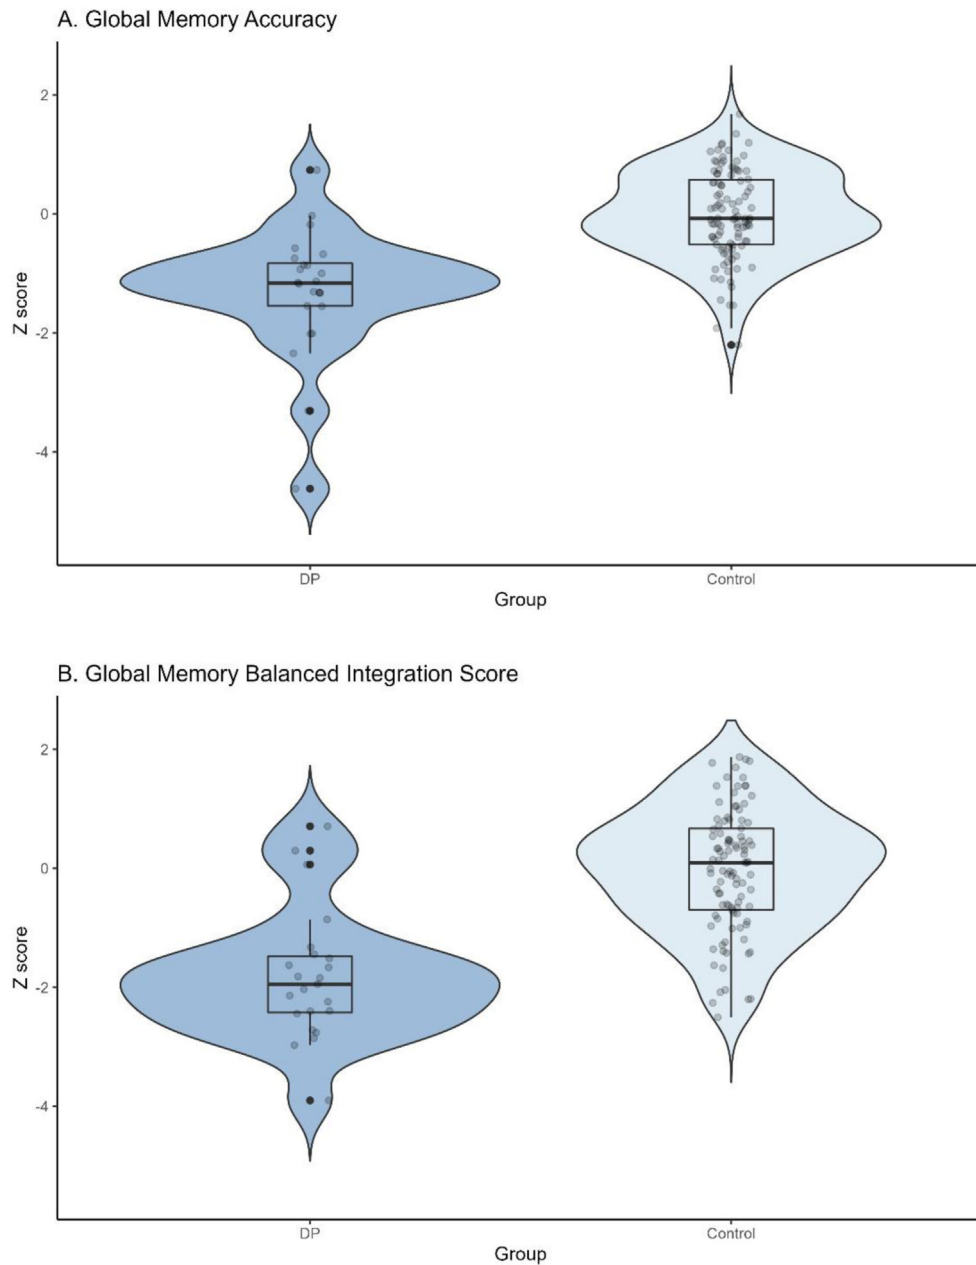 A. Global Memory Accuracy
2
0
-2
-4
Z score
DP
Control
Group
B. Global Memory Balanced Integration Score
2
0
-2
-4
Z score
DP
Control
Group